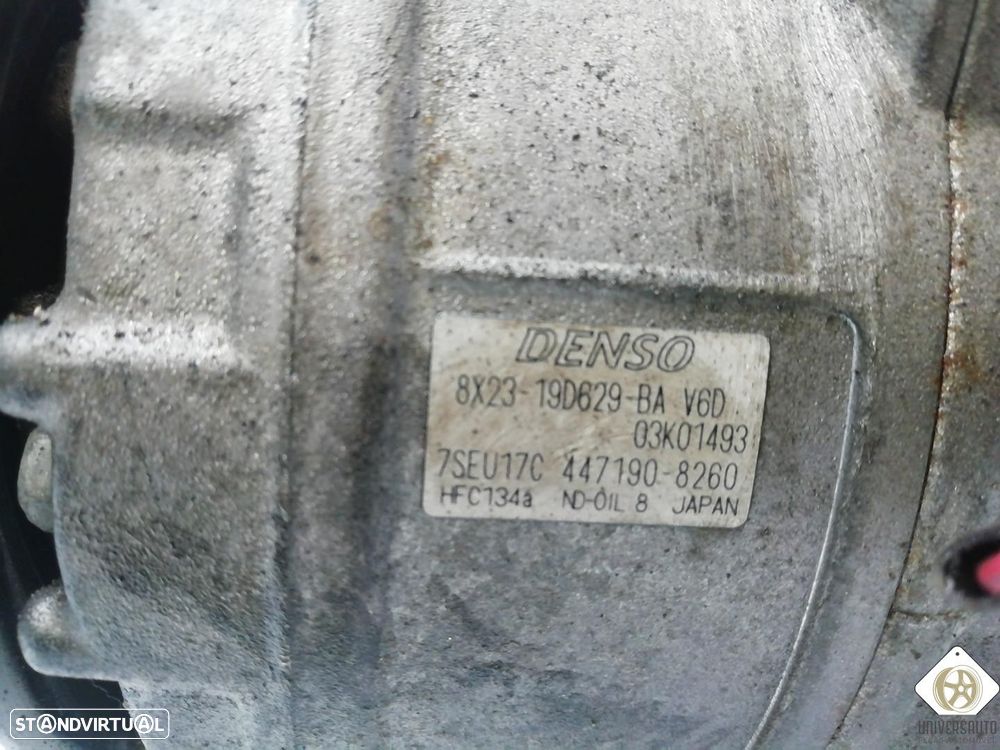 DENSO
8X23-19D629-BA V6D
03K01493
7SEU17C 447190-8260
HFC134a ND-OIL 8 JAPAN
STANDVIRTUAL
UNIVERSAUTO